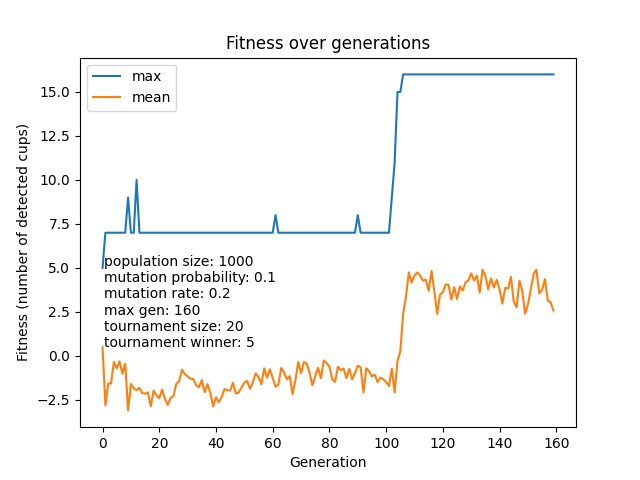 Fitness over generations
max
mean
Fitness (number of detected cups)
15.0
12.5
10.0
7.5
5.0
2.5
0.0
−2.5
population size: 1000
mutation probability: 0.1
mutation rate: 0.2
max gen: 160
tournament size: 20
tournament winner: 5
0 20 40 60 80 100 120 140 160
Generation